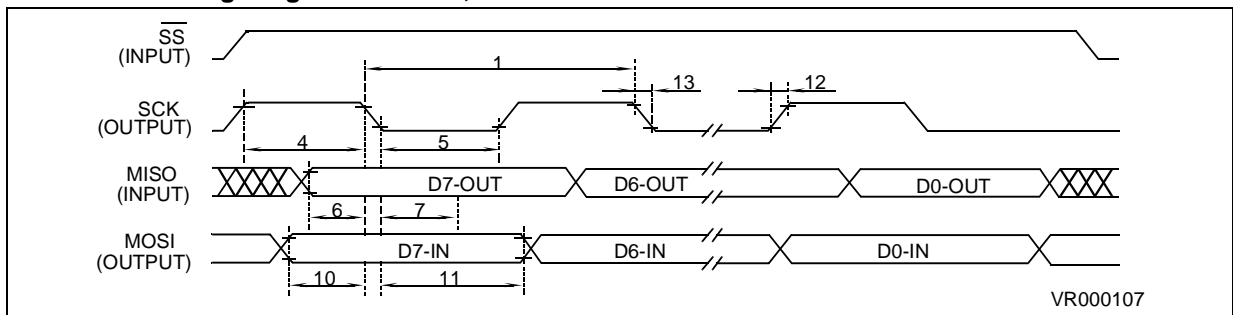 SS
(INPUT)
1
13
12
SCK
(OUTPUT)
4
5
MISO
(INPUT)
D7-OUT
D6-OUT
D0-OUT
6
7
MOSI
(OUTPUT)
D7-IN
D6-IN
D0-IN
10
11
VR000107